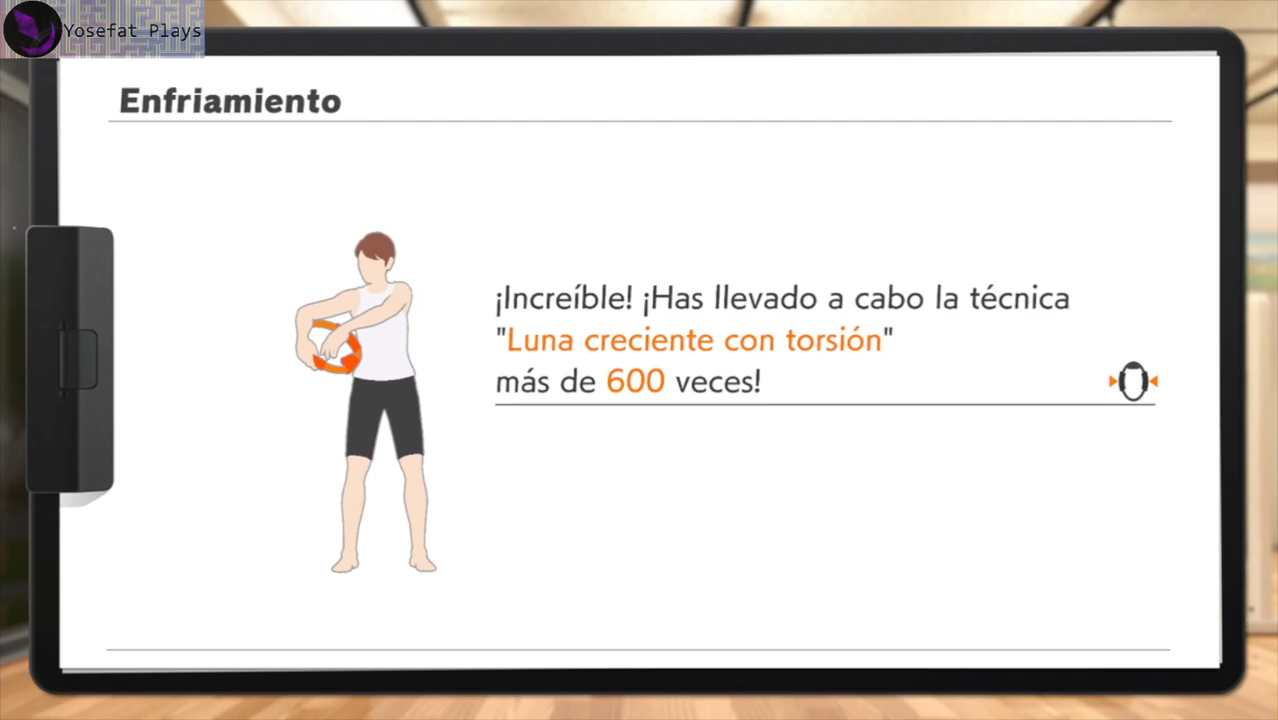 Yosefat Plays
Enfriamiento
¡Increíble! ¡Has llevado a cabo la técnica
"Luna creciente con torsión"
más de 600 veces!